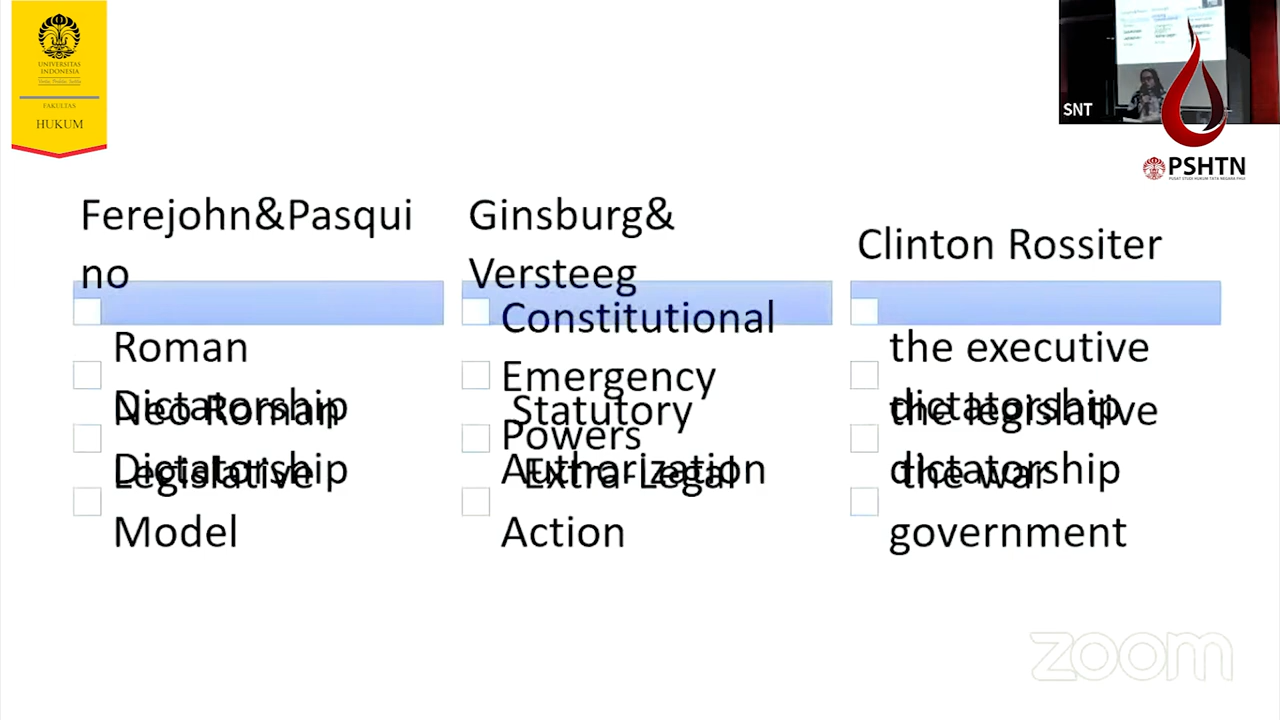 UNIVERSITAS
INDONESIA
FAKULTAS
HUKUM
SNT
PSHTN
Ferejohn&Pasqui
no
Roman
Dictatorship
Neo Roman
Dictatorship
Legislative
Model
Ginsburg&
Versteeg
Constitutional
Emergency
Powers
Statutory
Authorization
Extra-Legal
Action
Clinton Rossiter
the executive
dictatorship
the legislative
dictatorship
the war
government
zoom